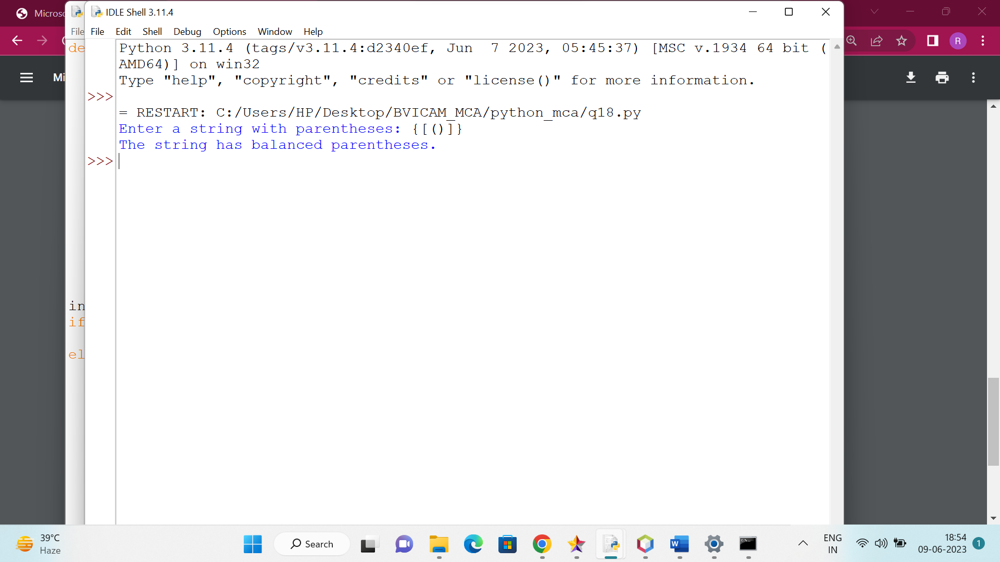 Microso
IDLE Shell 3.11.4
File
File Edit Shell Debug Options Window Help
R
de
Mi
Python 3.11.4 (tags/v3.11.4:d2340ef, Jun  7 2023, 05:45:37) [MSC v.1934 64 bit (
AMD64)] on win32
Type "help", "copyright", "credits" or "license()" for more information.
>>>
= RESTART: C:/Users/HP/Desktop/BVICAM_MCA/python_mca/q18.py
Enter a string with parentheses: {[()]}
The string has balanced parentheses.
>>>
in
if
el
39°C
Haze
Search
W
ENG
IN
18:54
09-06-2023
1